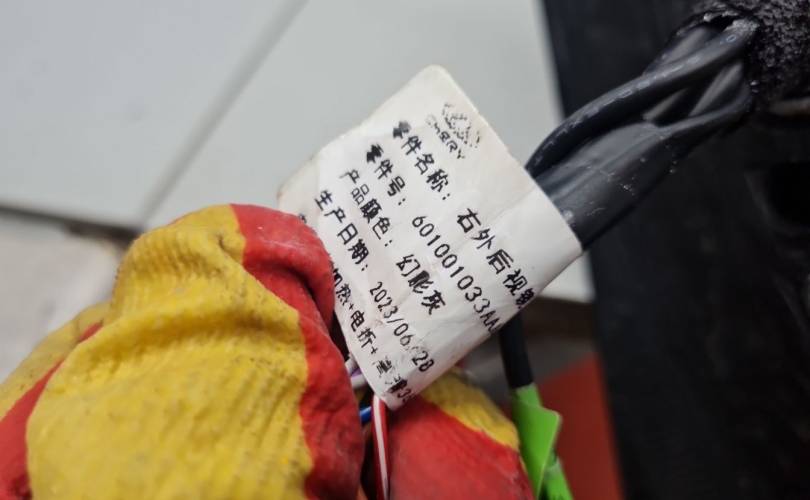 CHERY
零件名称: 右外后视
零件号: 601001033AA
产品颜色: 幻影灰
生产日期: 2023/06/28
加热+电折+